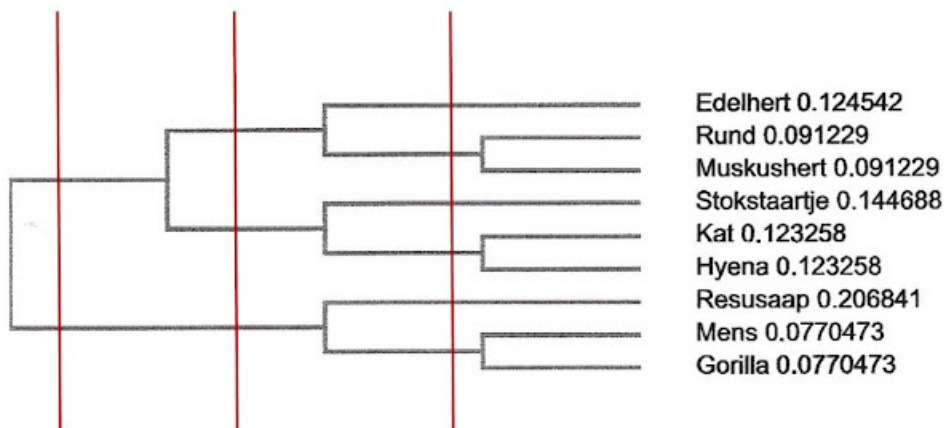 Edelhert 0.124542
Rund 0.091229
Muskushert 0.091229
Stokstaartje 0.144688
Kat 0.123258
Hyena 0.123258
Resusaap 0.206841
Mens 0.0770473
Gorilla 0.0770473